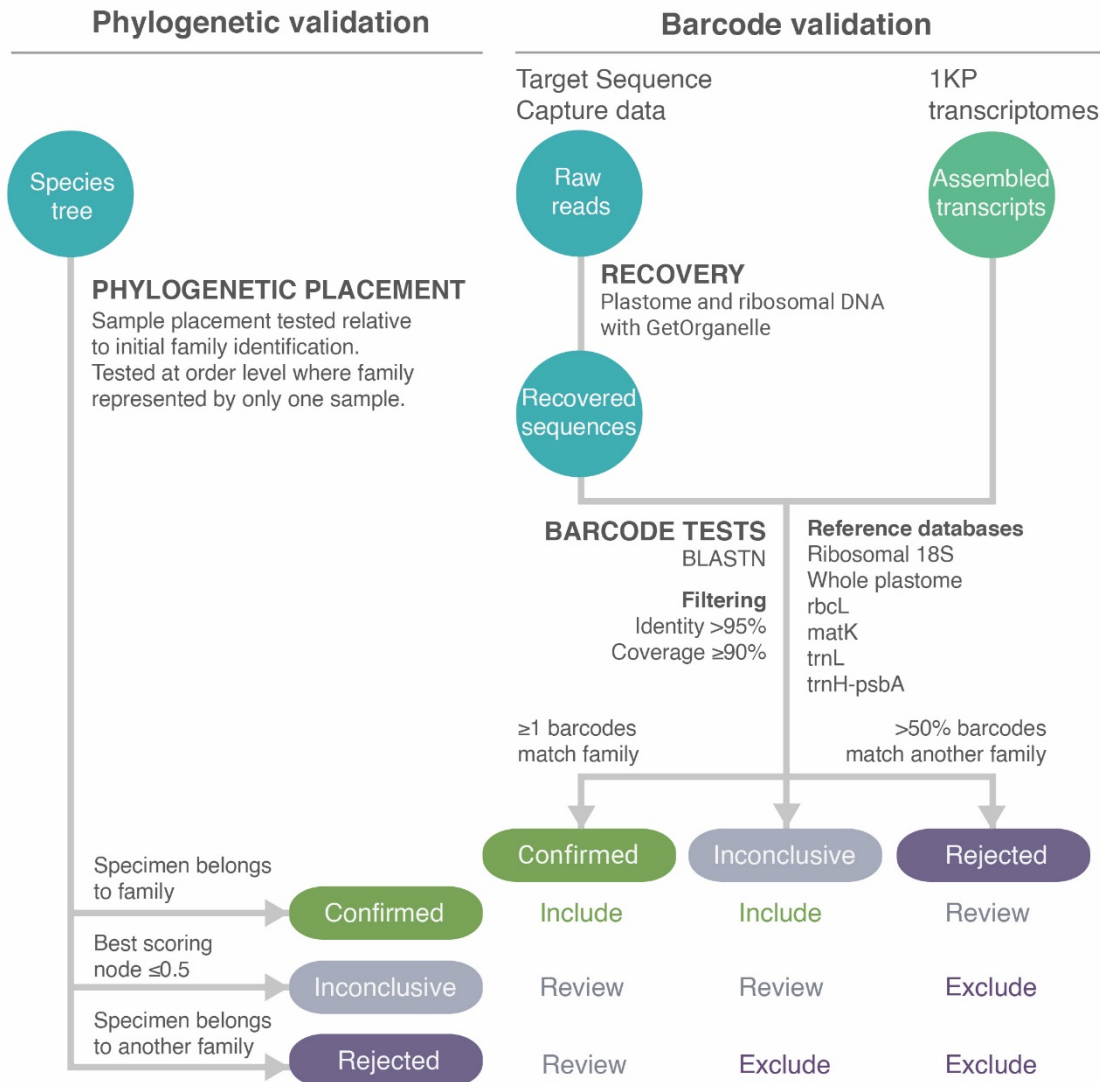 Phylogenetic validation
Barcode validation
Target Sequence
Capture data
1KP
transcriptomes
Species
tree
Raw
reads
Assembled
transcripts
PHYLOGENETIC PLACEMENT
Sample placement tested relative
to initial family identification.
Tested at order level where family
represented by only one sample.
RECOVERY
Plastome and ribosomal DNA
with GetOrganelle
Recovered
sequences
BARCODE TESTS
BLASTN
Filtering
Identity >95%
Coverage ≥90%
Reference databases
Ribosomal 18S
Whole plastome
rbcL
matK
trnL
trnH-psbA
≥1 barcodes
match family
>50% barcodes
match another family
Confirmed
Inconclusive
Rejected
Specimen belongs
to family
Confirmed
Include
Include
Review
Best scoring
node ≤0.5
Inconclusive
Review
Review
Exclude
Specimen belongs
to another family
Rejected
Review
Exclude
Exclude